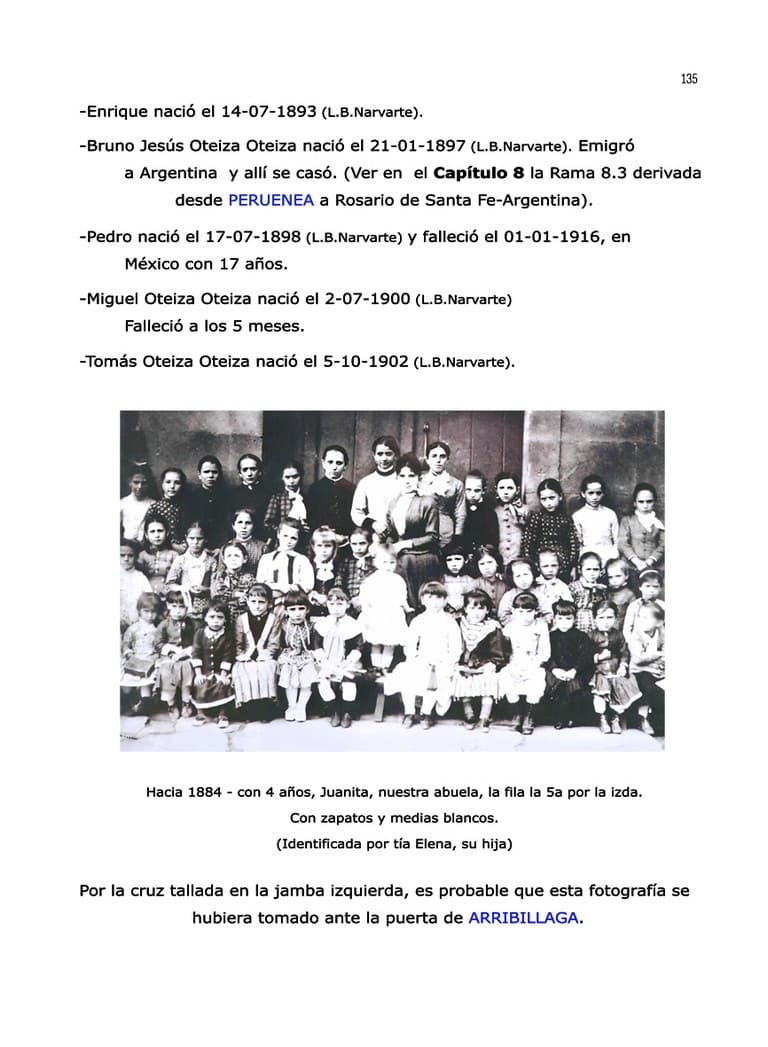 135
-Enrique nació el 14-07-1893 (L.B.Narvarte).
-Bruno Jesús Oteiza Oteiza nació el 21-01-1897 (L.B.Narvarte). Emigró
a Argentina y allí se casó. (Ver en el Capítulo 8 la Rama 8.3 derivada
desde PERUENEA a Rosario de Santa Fe-Argentina).
-Pedro nació el 17-07-1898 (L.B.Narvarte) y falleció el 01-01-1916, en
México con 17 años.
-Miguel Oteiza Oteiza nació el 2-07-1900 (L.B.Narvarte)
Falleció a los 5 meses.
-Tomás Oteiza Oteiza nació el 5-10-1902 (L.B.Narvarte).
Hacia 1884 - con 4 años, Juanita, nuestra abuela, la fila la 5a por la izda.
Con zapatos y medias blancos.
(Identificada por tía Elena, su hija)
Por la cruz tallada en la jamba izquierda, es probable que esta fotografía se
hubiera tomado ante la puerta de ARRIBILLAGA.